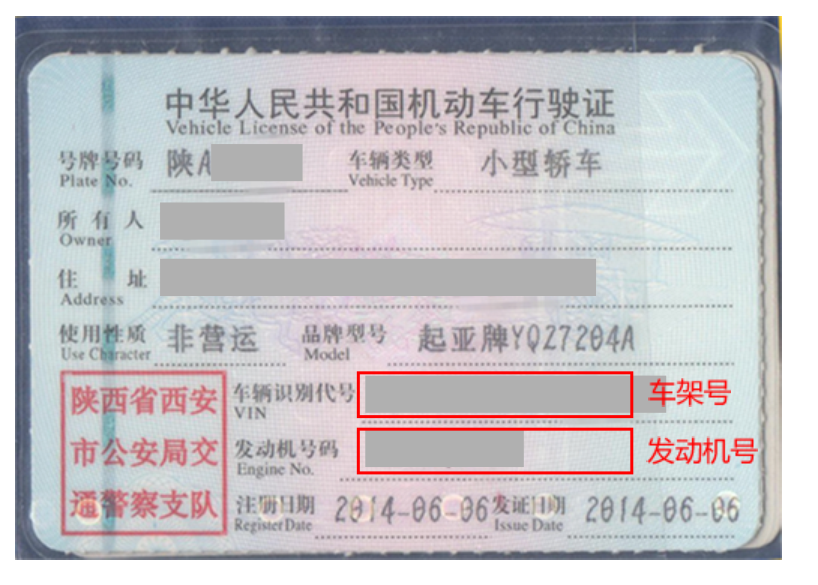 中华人民共和国机动车行驶证
Vehicle License of the People's Republic of China
号牌号码 陕A 车辆类型 小型轿车
Plate No. Vehicle Type
所有人
Owner
住址
Address
使用性质 非营运 品牌型号 起亚牌YQZ7204A
Use Character Model
陕西省西安
市公安局交
通警察支队
车辆识别代号 车架号
VIN
发动机号码 发动机号
Engine No.
注册日期 2014-06-06 发证日期 2014-06-06
Register Date Issue Date